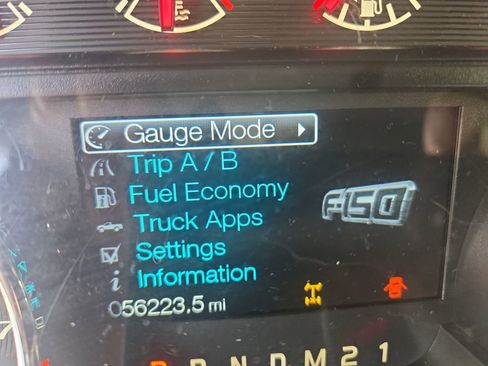 Gauge Mode
Trip A / B
Fuel Economy
F-150
Truck Apps
Settings
i Information
056223.5 mi
P R N D M 2 1